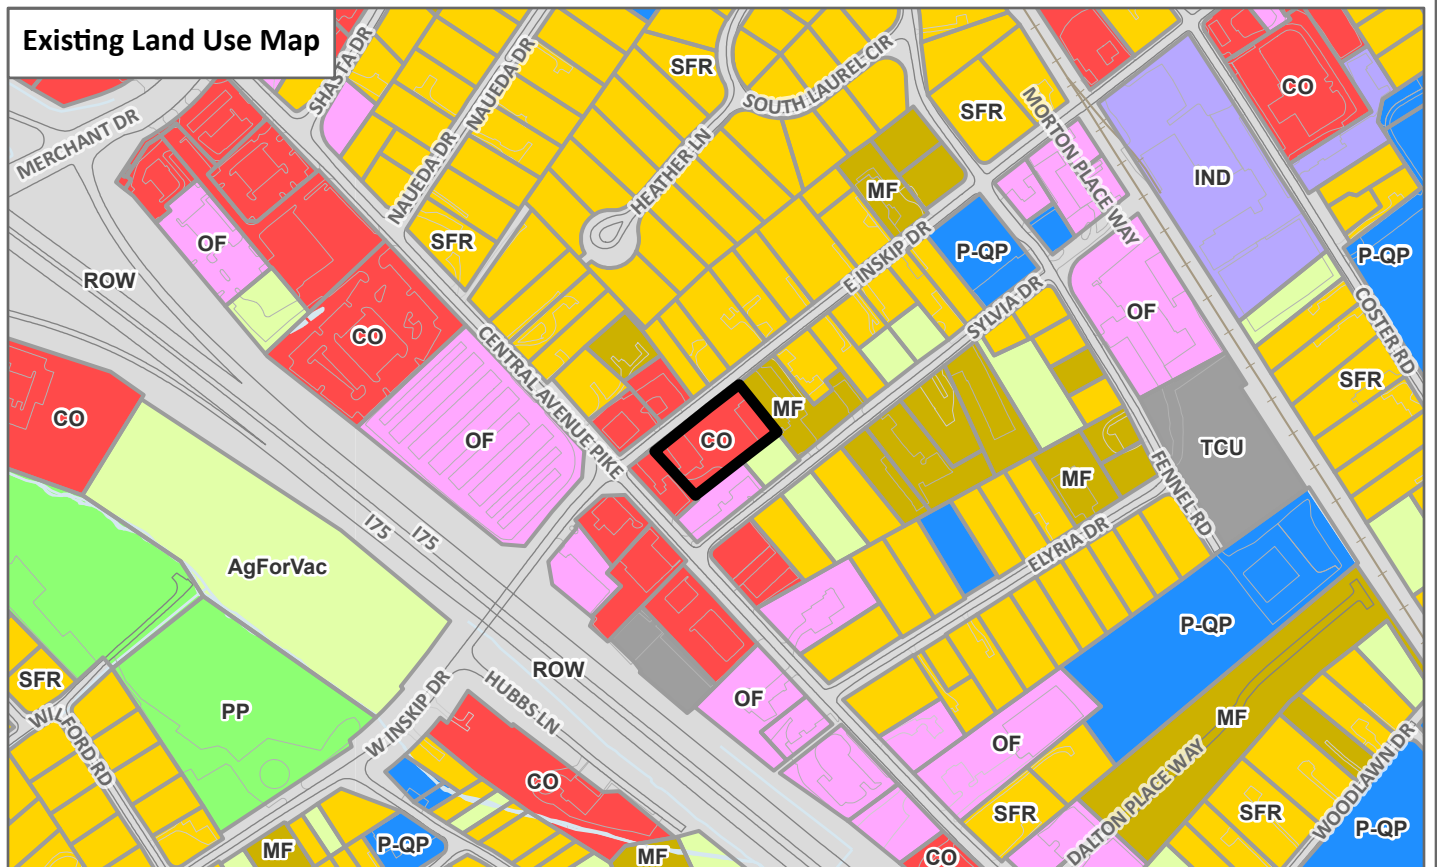 Existing Land Use Map
SHASTA DR
NAUEDA DR
SFR
SOUTH LAUREL CIR
CO
MERCHANT DR
SFR
MORTON PLACE WAY
NAUEDA DR
HEATHER LN
MF
IND
OF
SFR
E INSKIP DR
P-QP
P-QP
ROW
SYLVIA DR
OF
COSTER RD
CO
CENTRAL AVENUE PIKE
SFR
CO
OF
CO
MF
TCU
I75
I75
MF
FENNEL RD
AgForVac
ELYRIA DR
P-QP
SFR
ROW
WILFORD RD
PP
W INSKIP DR
HUBBS LN
OF
MF
OF
CO
DALTON PLACE WAY
SFR
SFR
WOODLAWN DR
MF
P-QP
MF
CO
P-QP